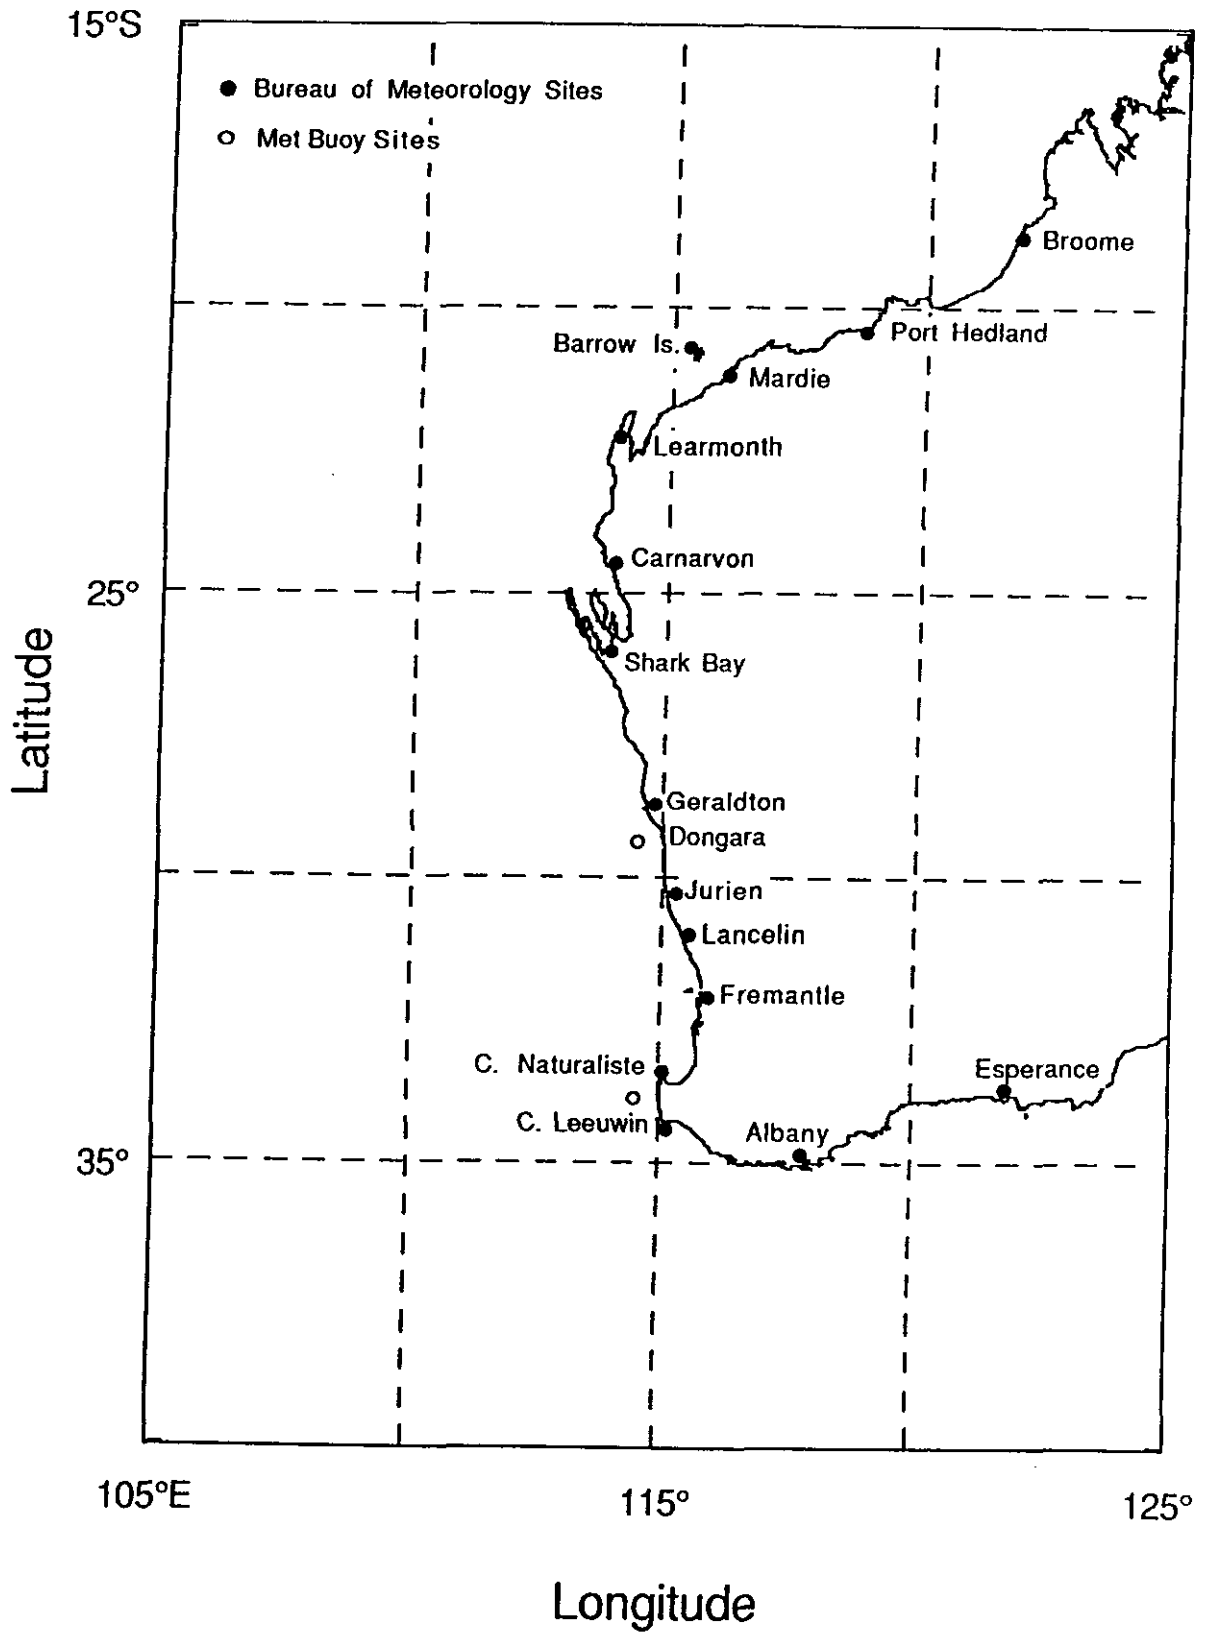 15°S
● Bureau of Meteorology Sites
○ Met Buoy Sites
Broome
Port Hedland
Barrow Is.
Mardie
Learmonth
Carnarvon
25°
Shark Bay
Latitude
Geraldton
Dongara
Jurien
Lancelin
Fremantle
C. Naturaliste
Esperance
C. Leeuwin
Albany
35°
105°E
115°
125°
Longitude